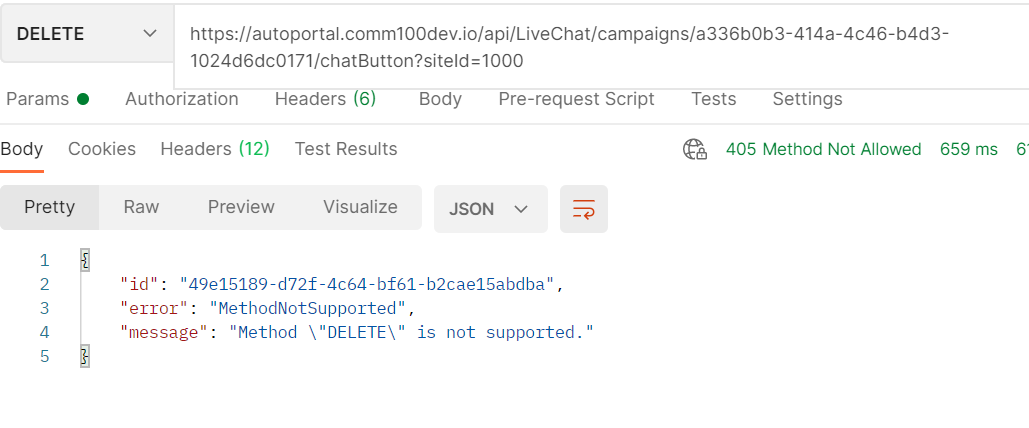 DELETE
https://autoportal.comm100dev.io/api/LiveChat/campaigns/a336b0b3-414a-4c46-b4d3-
1024d6dc0171/chatButton?siteId=1000
Params Authorization Headers (6) Body Pre-request Script Tests Settings
Body Cookies Headers (12) Test Results 405 Method Not Allowed 659 ms
Pretty Raw Preview Visualize JSON
1 {
2 "id": "49e15189-d72f-4c64-bf61-b2cae15abdba",
3 "error": "MethodNotSupported",
4 "message": "Method \"DELETE\" is not supported."
5 }